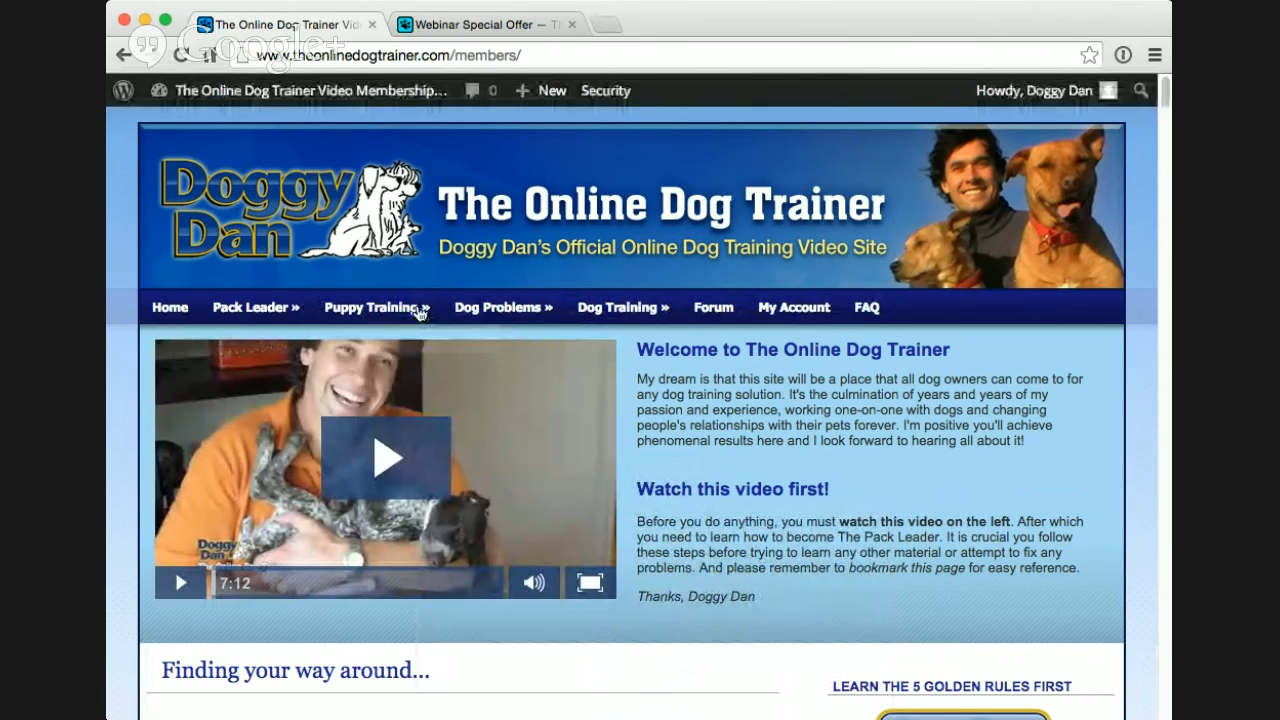 The Online Dog Trainer Vid
Webinar Special Offer — T
Google+
www.theonlinedogtrainer.com/members/
The Online Dog Trainer Video Membership... 0 New Security Howdy, Doggy Dan
Doggy Dan
The Online Dog Trainer
Doggy Dan's Official Online Dog Training Video Site
Home Pack Leader » Puppy Training » Dog Problems » Dog Training » Forum My Account FAQ
Welcome to The Online Dog Trainer
My dream is that this site will be a place that all dog owners can come to for
any dog training solution. It's the culmination of years and years of my
passion and experience, working one-on-one with dogs and changing
people's relationships with their pets forever. I'm positive you'll achieve
phenomenal results here and I look forward to hearing all about it!
Watch this video first!
Before you do anything, you must watch this video on the left. After which
you need to learn how to become The Pack Leader. It is crucial you follow
these steps before trying to learn any other material or attempt to fix any
problems. And please remember to bookmark this page for easy reference.
Thanks, Doggy Dan
Doggy
Dan
7:12
Finding your way around...
LEARN THE 5 GOLDEN RULES FIRST